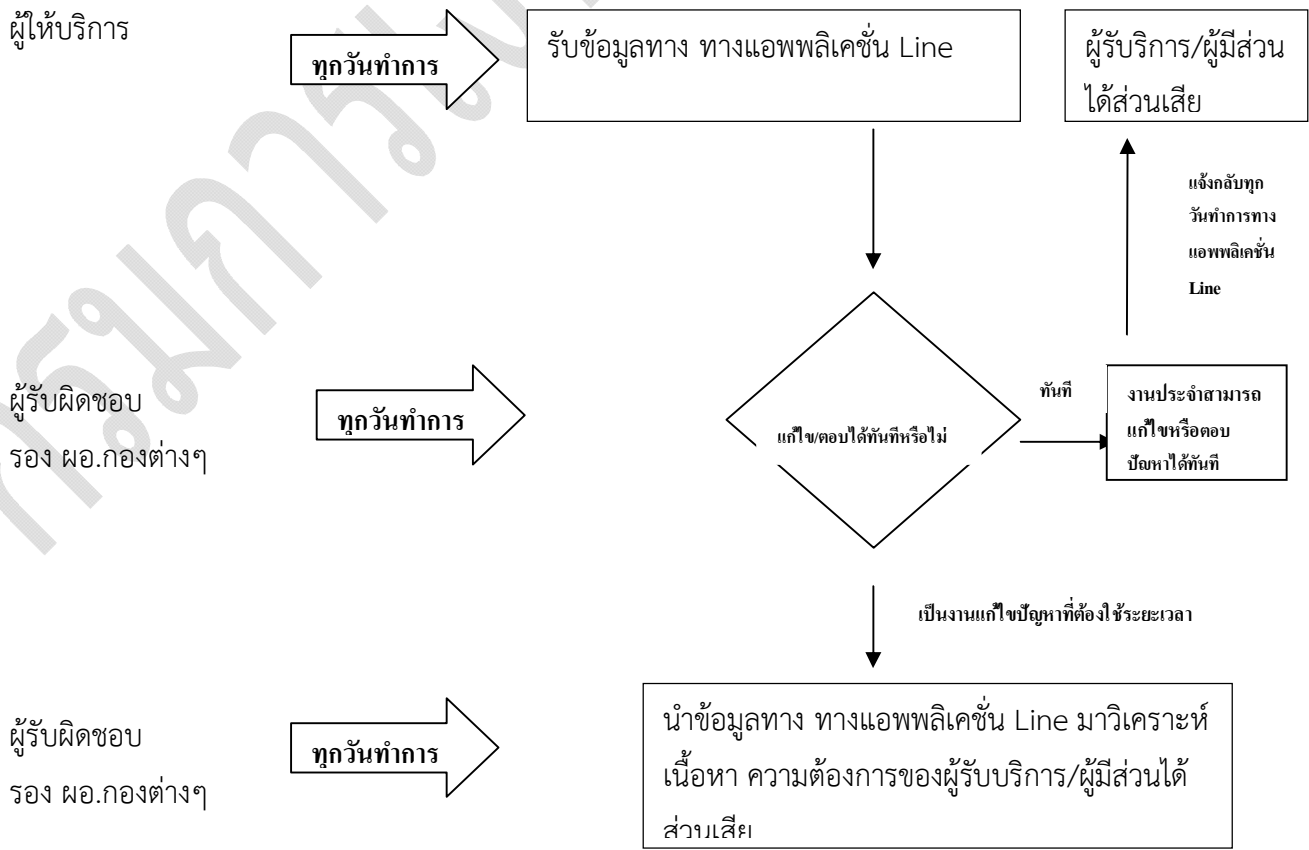 ผู้ให้บริการ
ทุกวันทำการ
รับข้อมูลทาง ทางแอพพลิเคชั่น Line
ผู้รับบริการ/ผู้มีส่วน
ได้ส่วนเสีย
แจ้งกลับทุก
วันทำการทาง
แอพพลิเคชั่น
Line
ผู้รับผิดชอบ
รอง ผอ.กองต่างๆ
ทุกวันทำการ
แก้ไข/ตอบได้ทันทีหรือไม่
ทันที
งานประจำสามารถ
แก้ไขหรือตอบ
ปัญหาได้ทันที
เป็นงานแก้ไขปัญหาที่ต้องใช้ระยะเวลา
ผู้รับผิดชอบ
รอง ผอ.กองต่างๆ
ทุกวันทำการ
นำข้อมูลทาง ทางแอพพลิเคชั่น Line มาวิเคราะห์
เนื้อหา ความต้องการของผู้รับบริการ/ผู้มีส่วนได้
ส่วนเสีย